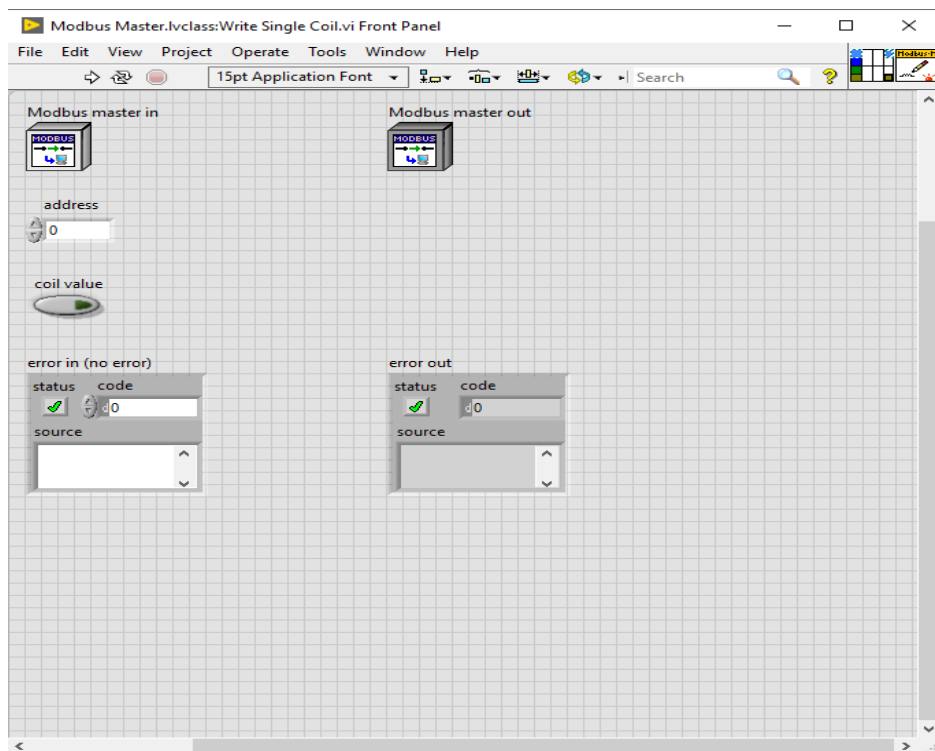 Modbus Master.lvclass:Write Single Coil.vi Front Panel
File Edit View Project Operate Tools Window Help
15pt Application Font Search
Modbus master in Modbus master out
MODBUS MODBUS
address
0
coil value
error in (no error) error out
status code status code
d 0 d 0
source source